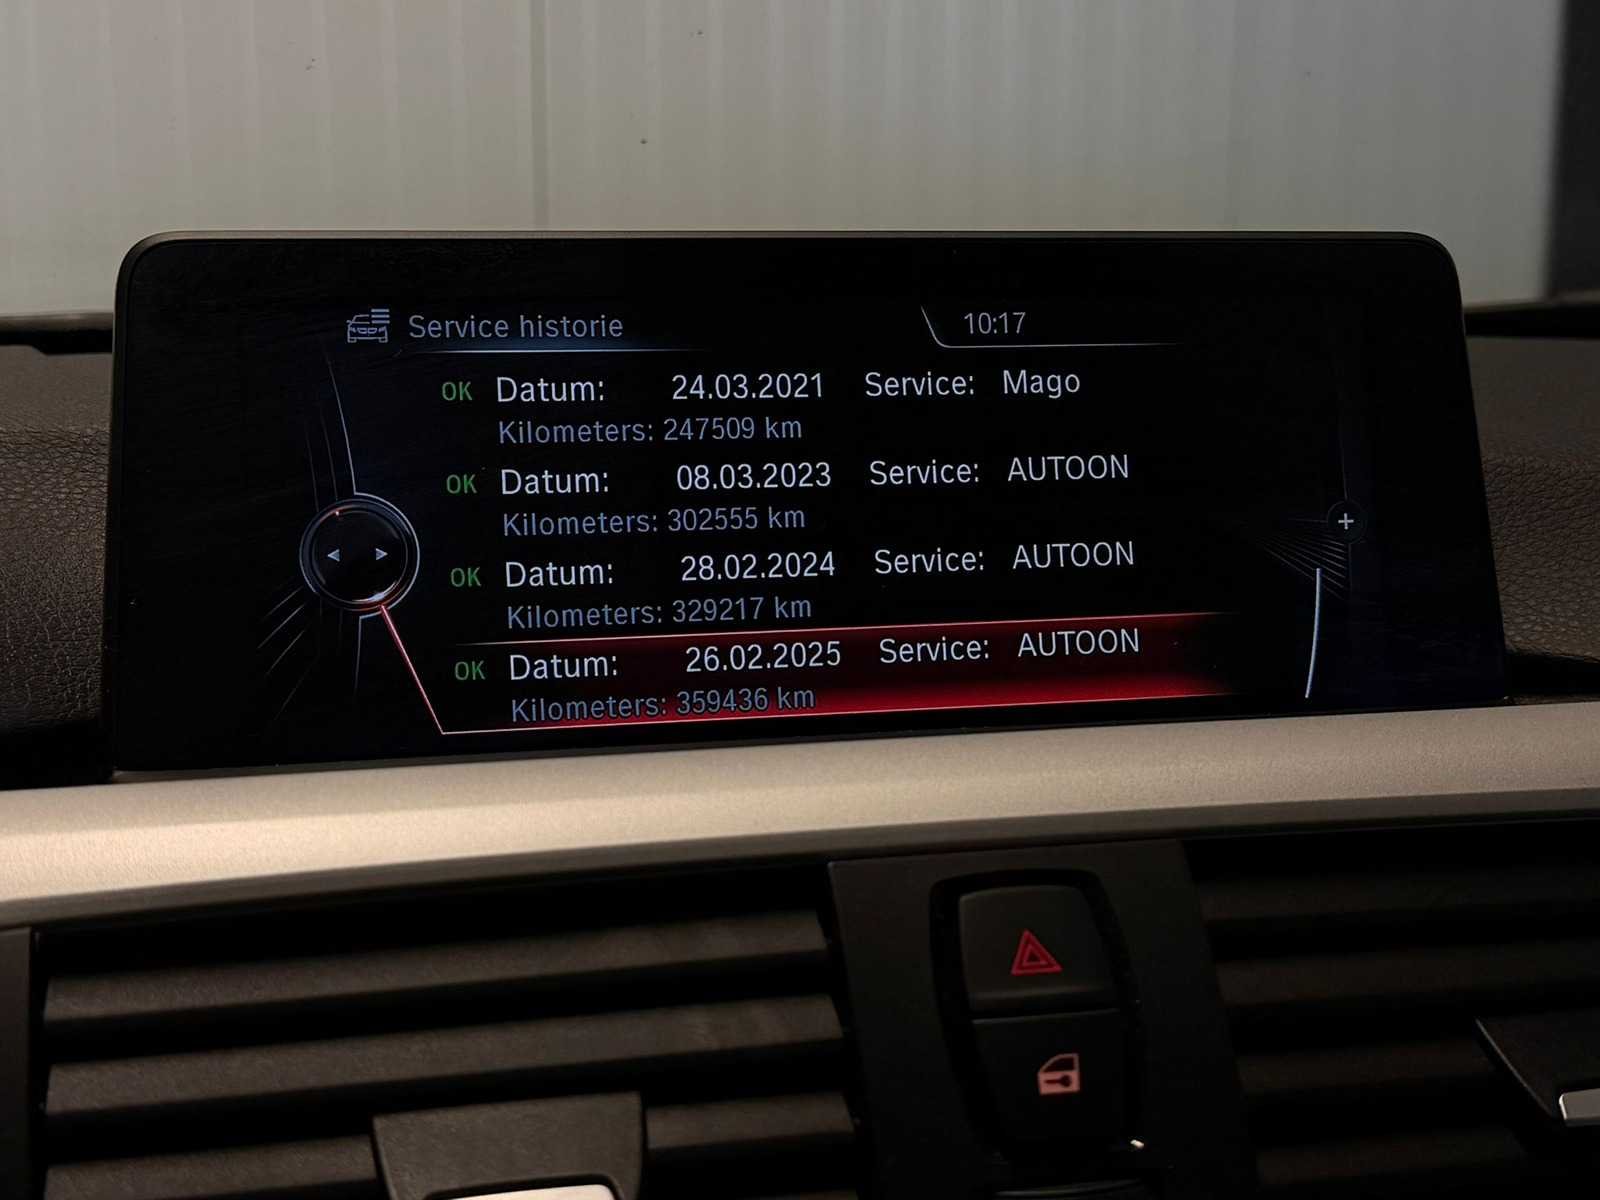 Service historie
10:17
OK Datum: 24.03.2021 Service: Mago
Kilometers: 247509 km
OK Datum: 08.03.2023 Service: AUTOON
Kilometers: 302555 km
OK Datum: 28.02.2024 Service: AUTOON
Kilometers: 329217 km
OK Datum: 26.02.2025 Service: AUTOON
Kilometers: 359436 km